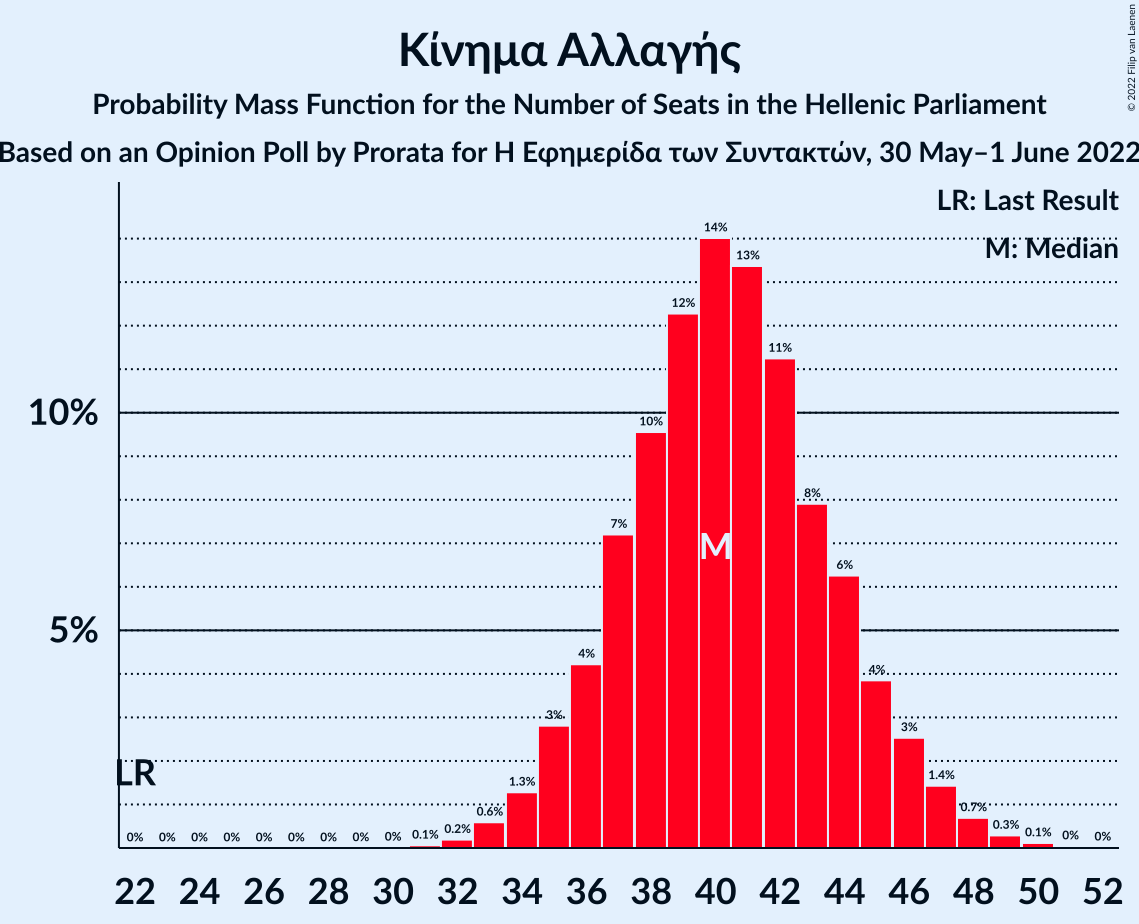 Κίνημα Αλλαγής
Probability Mass Function for the Number of Seats in the Hellenic Parliament
Based on an Opinion Poll by Prorata for Η Εφημερίδα των Συντακτών, 30 May–1 June 2022
© 2022 Filip van Laenen
LR: Last Result
M: Median
10%
5%
LR
M
0% 0% 0% 0% 0% 0% 0% 0% 0% 0.1% 0.2% 0.6% 1.3% 3% 4% 7% 10% 12% 14% 13% 11% 8% 6% 4% 3% 1.4% 0.7% 0.3% 0.1% 0% 0%
22 24 26 28 30 32 34 36 38 40 42 44 46 48 50 52